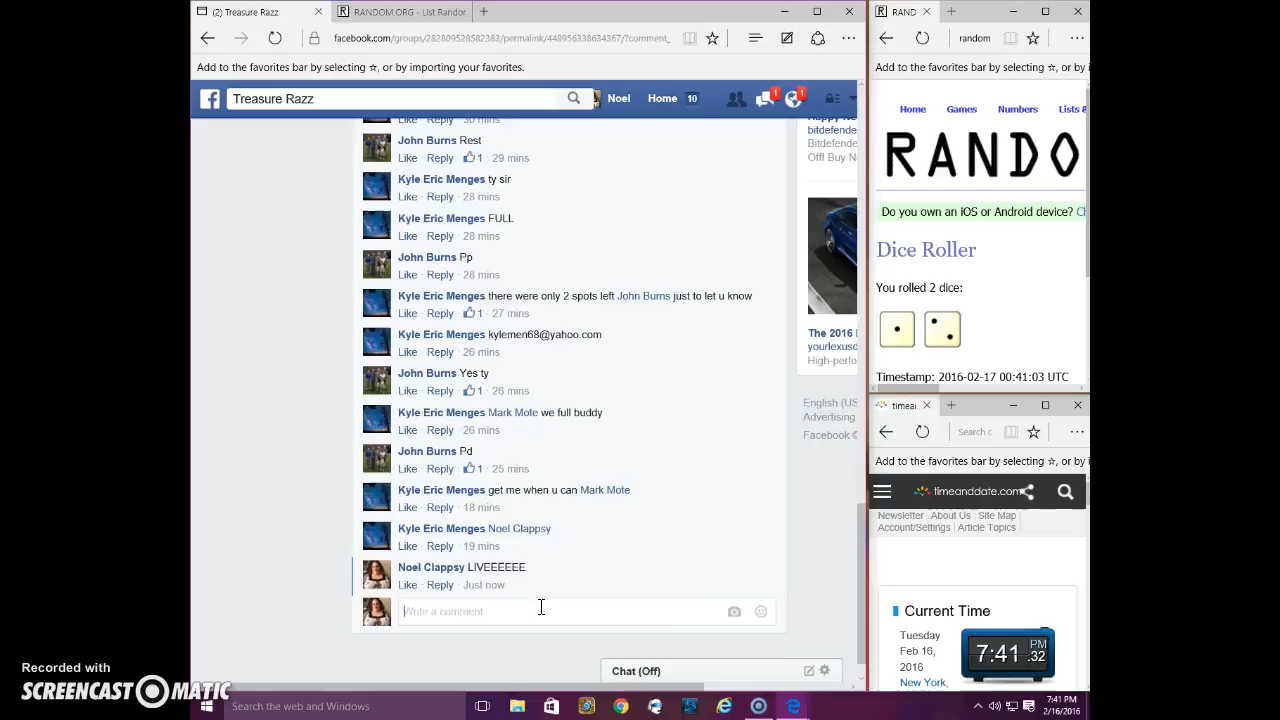 (2) Treasure Razz
RANDOM.ORG - List Randor
facebook.com/groups/282809528582383/permalink/448956338634367/?comment_
Add to the favorites bar by selecting ☆, or by importing your favorites.
Treasure Razz
Noel
Home 10
1
1
Like · Reply · 30 mins
John Burns Rest
Like · Reply · 1 · 29 mins
Kyle Eric Menges ty sir
Like · Reply · 28 mins
Kyle Eric Menges FULL
Like · Reply · 28 mins
John Burns Pp
Like · Reply · 28 mins
Kyle Eric Menges there were only 2 spots left John Burns just to let u know
Like · Reply · 1 · 27 mins
Kyle Eric Menges kylemen68@yahoo.com
Like · Reply · 26 mins
John Burns Yes ty
Like · Reply · 1 · 26 mins
Kyle Eric Menges Mark Mote we full buddy
Like · Reply · 26 mins
John Burns Pd
Like · Reply · 1 · 25 mins
Kyle Eric Menges get me when u can Mark Mote
Like · Reply · 18 mins
Kyle Eric Menges Noel Clappsy
Like · Reply · 19 mins
Noel Clappsy LIVEEEEEE
Like · Reply · Just now
Write a comment
Chat (Off)
bitdefende
Bitdefende
Off! Buy N
The 2016
yourlexusd
High-perfo
English (US
Advertising
Facebook ©
RAND
random
Add to the favorites bar by selecting ☆, or by i
Home Games Numbers Lists &
RANDO
Do you own an iOS or Android device? C
Dice Roller
You rolled 2 dice:
Timestamp: 2016-02-17 00:41:03 UTC
timea
Search c
Add to the favorites bar by selecting ☆, or by i
timeanddate.com
Newsletter About Us Site Map
Account/Settings Article Topics
Current Time
Tuesday
Feb 16,
2016
New York,
7:41 PM .32
Recorded with
SCREENCAST-O-MATIC
Search the web and Windows
7:41 PM
2/16/2016